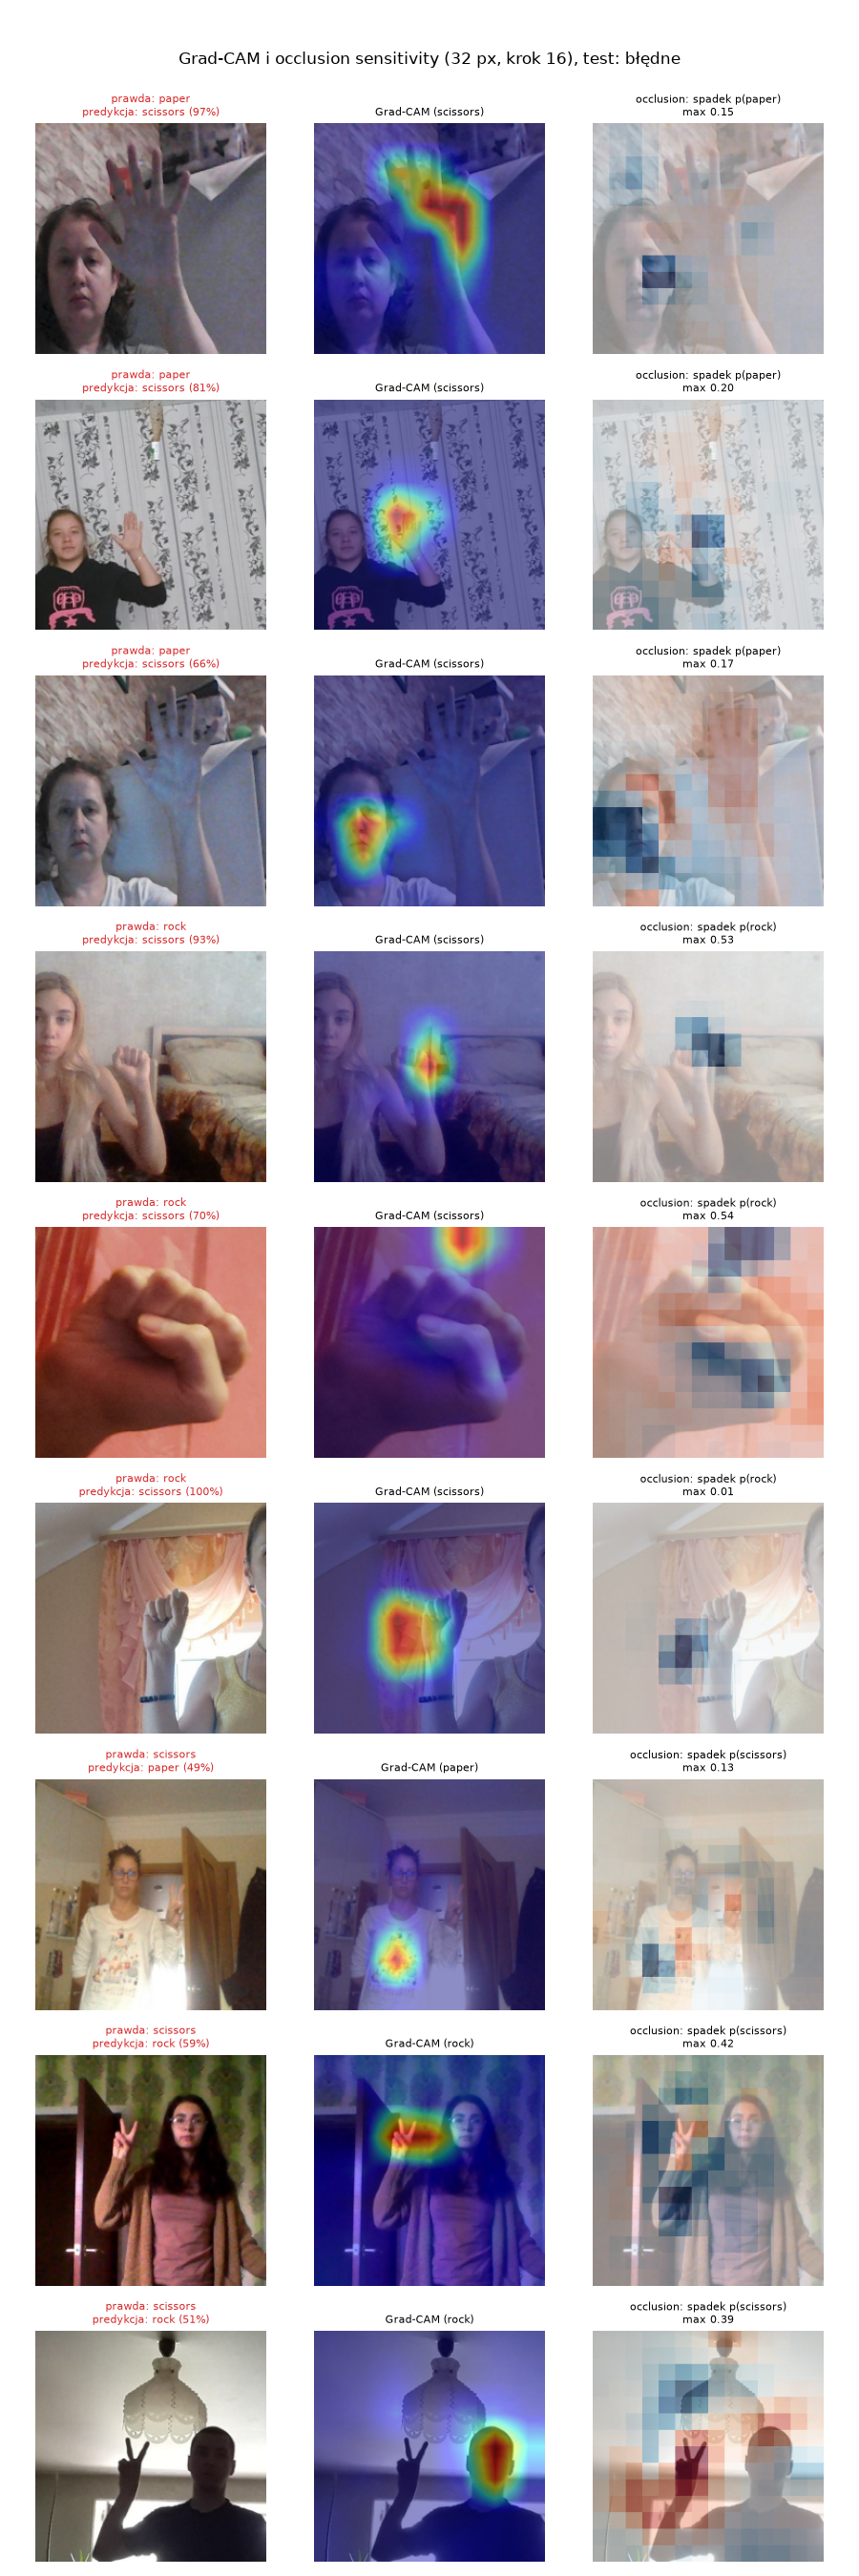 Grad-CAM i occlusion sensitivity (32 px, krok 16), test: błędne
prawda: paper
predykcja: scissors (97%)
Grad-CAM (scissors)
occlusion: spadek p(paper)
max 0.15
prawda: paper
predykcja: scissors (81%)
Grad-CAM (scissors)
occlusion: spadek p(paper)
max 0.20
prawda: paper
predykcja: scissors (66%)
Grad-CAM (scissors)
occlusion: spadek p(paper)
max 0.17
prawda: rock
predykcja: scissors (93%)
Grad-CAM (scissors)
occlusion: spadek p(rock)
max 0.53
prawda: rock
predykcja: scissors (70%)
Grad-CAM (scissors)
occlusion: spadek p(rock)
max 0.54
prawda: rock
predykcja: scissors (100%)
Grad-CAM (scissors)
occlusion: spadek p(rock)
max 0.01
prawda: scissors
predykcja: paper (49%)
Grad-CAM (paper)
occlusion: spadek p(scissors)
max 0.13
prawda: scissors
predykcja: rock (59%)
Grad-CAM (rock)
occlusion: spadek p(scissors)
max 0.42
prawda: scissors
predykcja: rock (51%)
Grad-CAM (rock)
occlusion: spadek p(scissors)
max 0.39